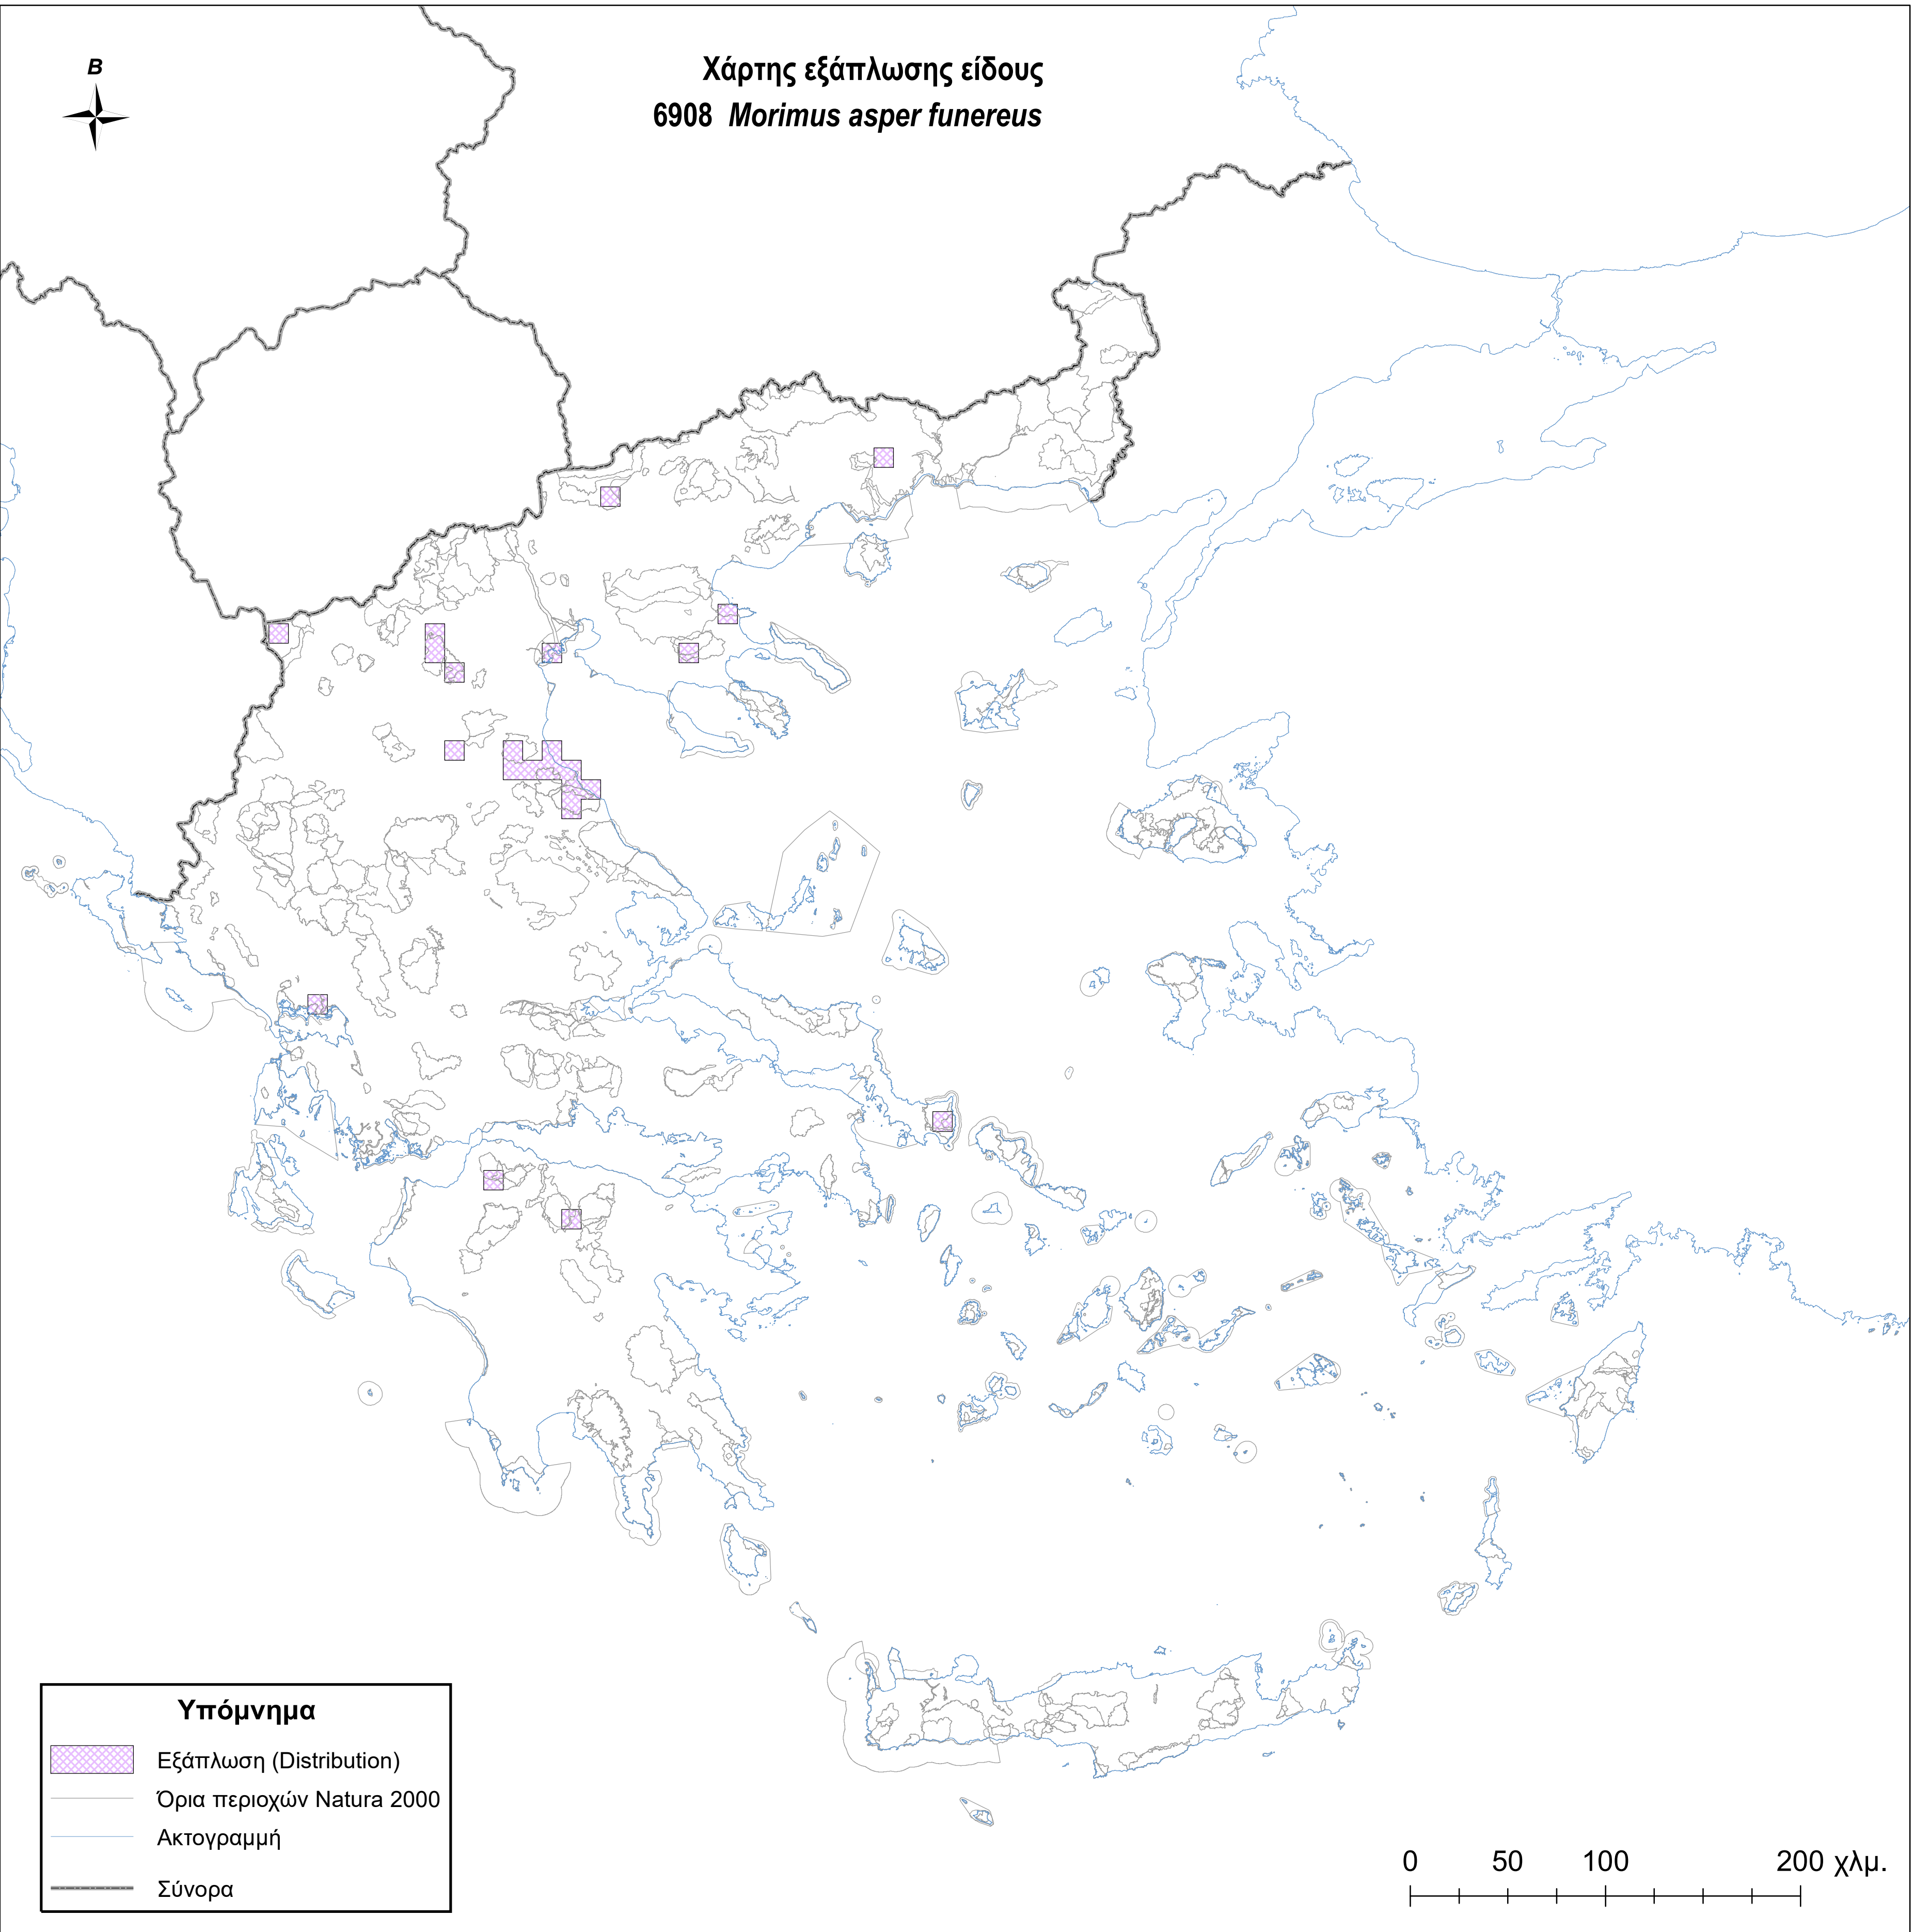 Χάρτης εξάπλωσης είδους
6908 Morimus asper funereus
Β
Υπόμνημα
Εξάπλωση (Distribution)
Όρια περιοχών Natura 2000
Ακτογραμμή
Σύνορα
0 50 100 200 χλμ.